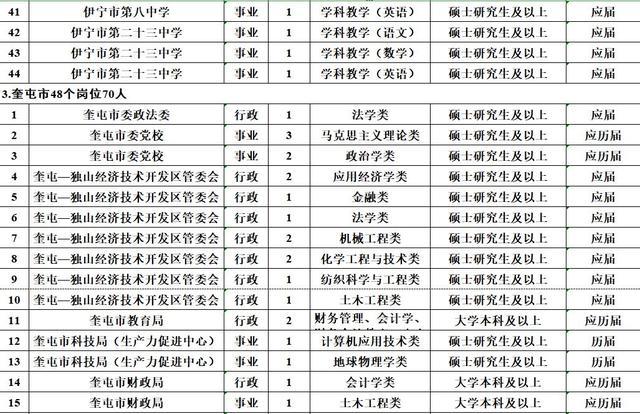 41 伊宁市第八中学 事业 1 学科教学（英语） 硕士研究生及以上 应届
42 伊宁市第二十三中学 事业 1 学科教学（语文） 硕士研究生及以上 应届
43 伊宁市第二十三中学 事业 1 学科教学（数学） 硕士研究生及以上 应届
44 伊宁市第二十三中学 事业 1 学科教学（英语） 硕士研究生及以上 应届
3.奎屯市48个岗位70人
1 奎屯市委政法委 行政 1 法学类 硕士研究生及以上 应届
2 奎屯市委党校 事业 3 马克思主义理论类 硕士研究生及以上 应历届
3 奎屯市委党校 事业 2 政治学类 硕士研究生及以上 应历届
4 奎屯—独山经济技术开发区管委会 行政 2 应用经济学类 硕士研究生及以上 应届
5 奎屯—独山经济技术开发区管委会 行政 1 金融类 硕士研究生及以上 应届
6 奎屯—独山经济技术开发区管委会 行政 1 法学类 硕士研究生及以上 应届
7 奎屯—独山经济技术开发区管委会 行政 2 机械工程类 硕士研究生及以上 应届
8 奎屯—独山经济技术开发区管委会 行政 2 化学工程与技术类 硕士研究生及以上 应届
9 奎屯—独山经济技术开发区管委会 行政 1 纺织科学与工程类 硕士研究生及以上 应届
10 奎屯—独山经济技术开发区管委会 行政 1 土木工程类 硕士研究生及以上 应届
11 奎屯市教育局 行政 2 财务管理、会计学、 大学本科及以上 应历届
12 奎屯市科技局（生产力促进中心） 事业 1 计算机应用技术类 硕士研究生及以上 历届
13 奎屯市科技局（生产力促进中心） 事业 1 地球物理学类 硕士研究生及以上 历届
14 奎屯市财政局 行政 1 会计学类 大学本科及以上 应历届
15 奎屯市财政局 事业 1 土木工程类 大学本科及以上 应历届